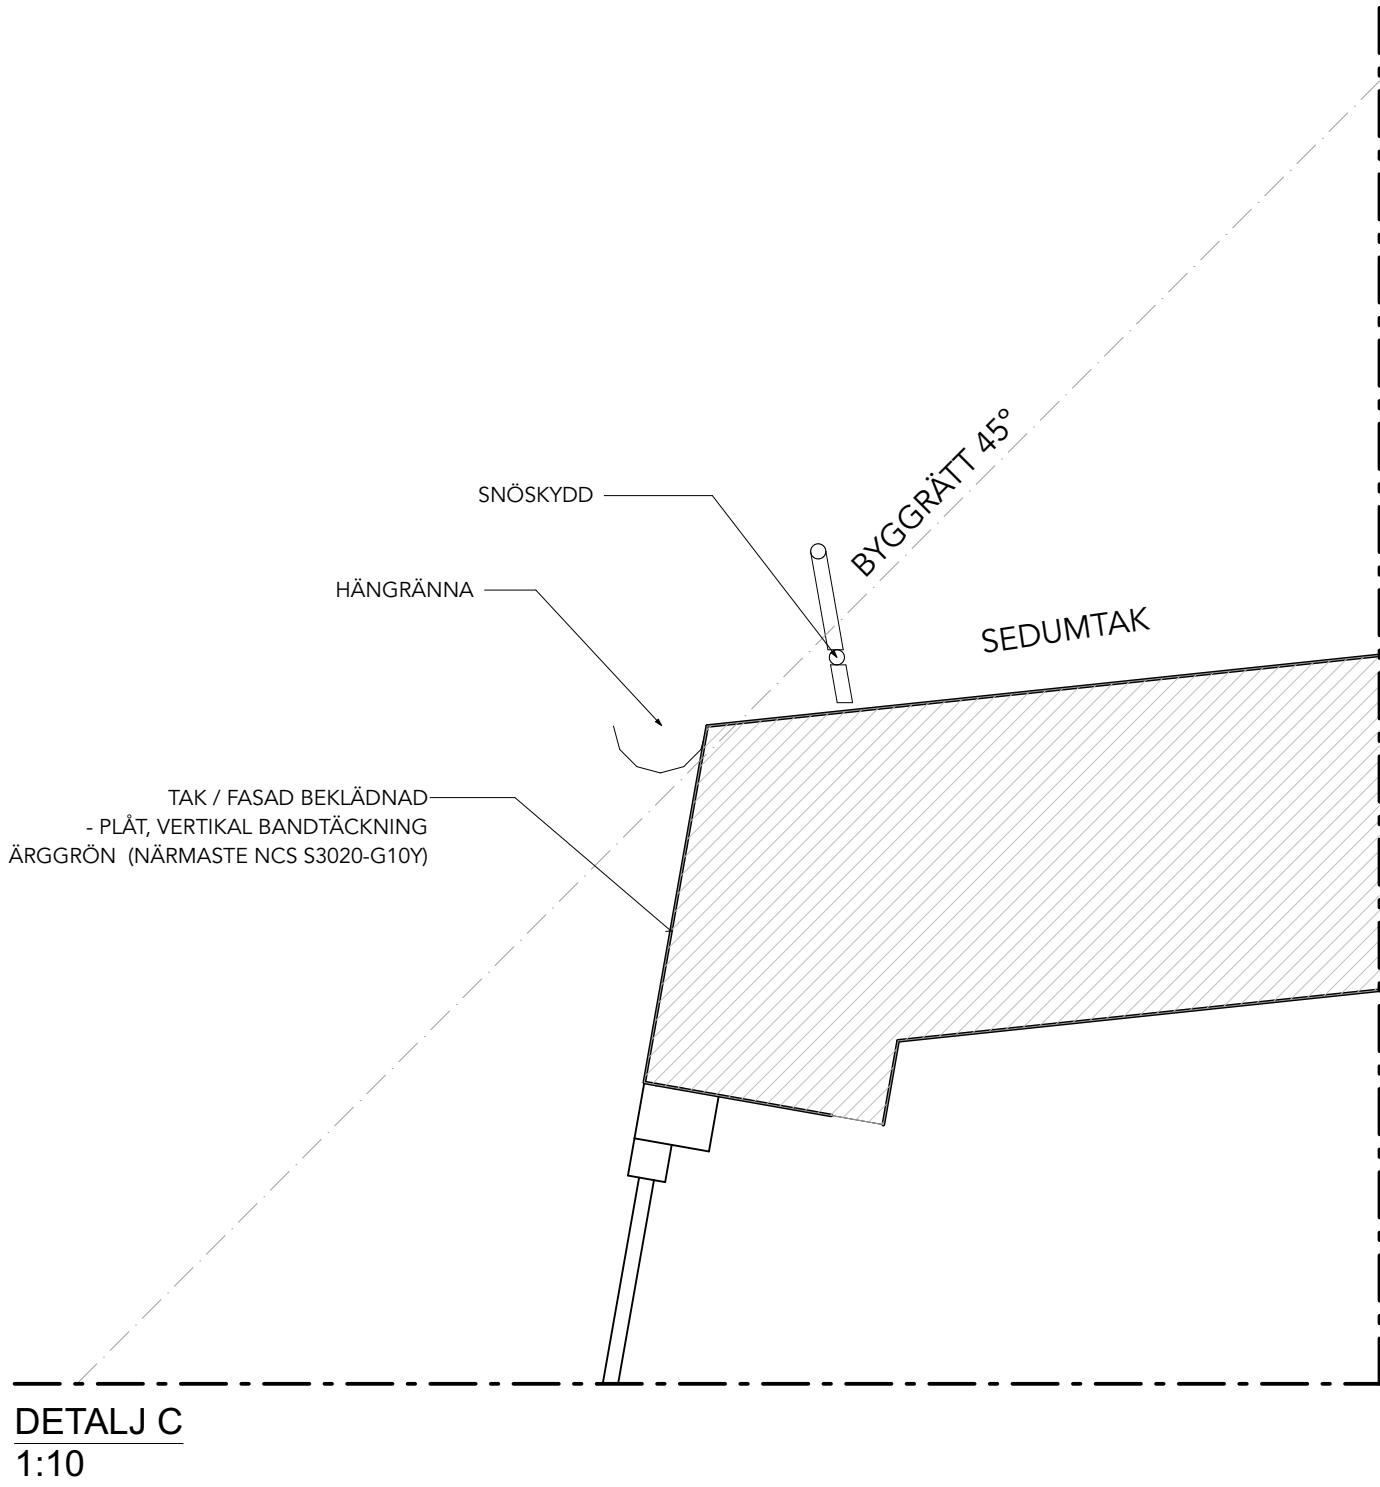 BYGGRÄTT 45°
SNÖSKYDD
HÄNGRÄNNA
SEDUMTAK
TAK / FASAD BEKLÄDNAD
- PLÅT, VERTIKAL BANDTÄCKNING
ÄRGGRÖN (NÄRMASTE NCS S3020-G10Y)
DETALJ C
1:10